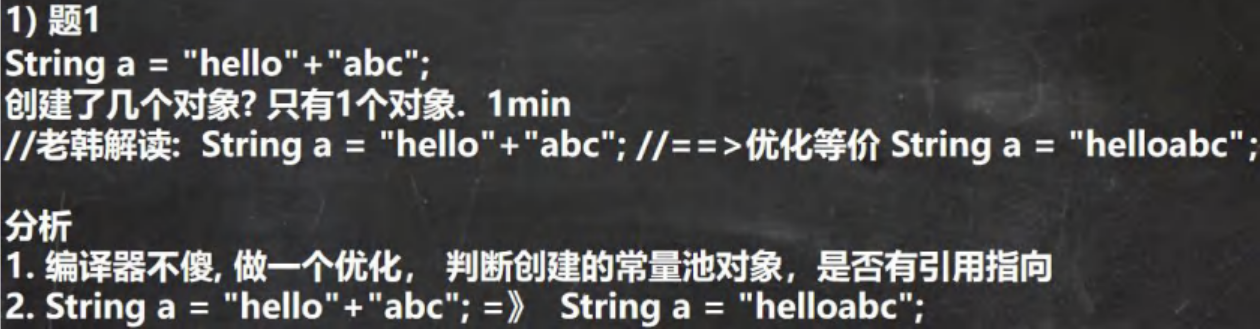 1) 题1
String a = "hello"+"abc";
创建了几个对象? 只有1个对象.  1min
//老韩解读:  String a = "hello"+"abc"; //==>优化等价 String a = "helloabc";
分析
1. 编译器不傻, 做一个优化， 判断创建的常量池对象，是否有引用指向
2. String a = "hello"+"abc"; =》  String a = "helloabc";